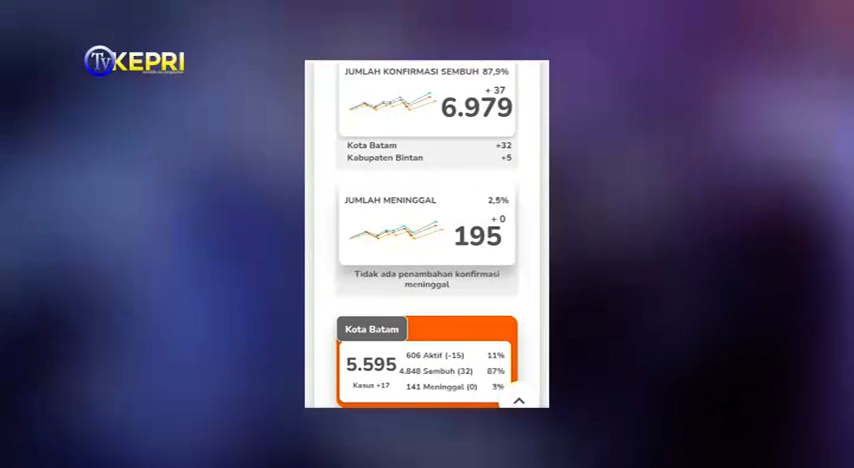 Tv KEPRI
JUMLAH KONFIRMASI SEMBUH 87,9%
+ 37
6.979
Kota Batam +32
Kabupaten Bintan +5
JUMLAH MENINGGAL 2,5%
+ 0
195
Tidak ada penambahan konfirmasi
meninggal
Kota Batam
5.595
Kasus +17
606 Aktif (-15) 11%
4.848 Sembuh (32) 87%
141 Meninggal (0) 3%